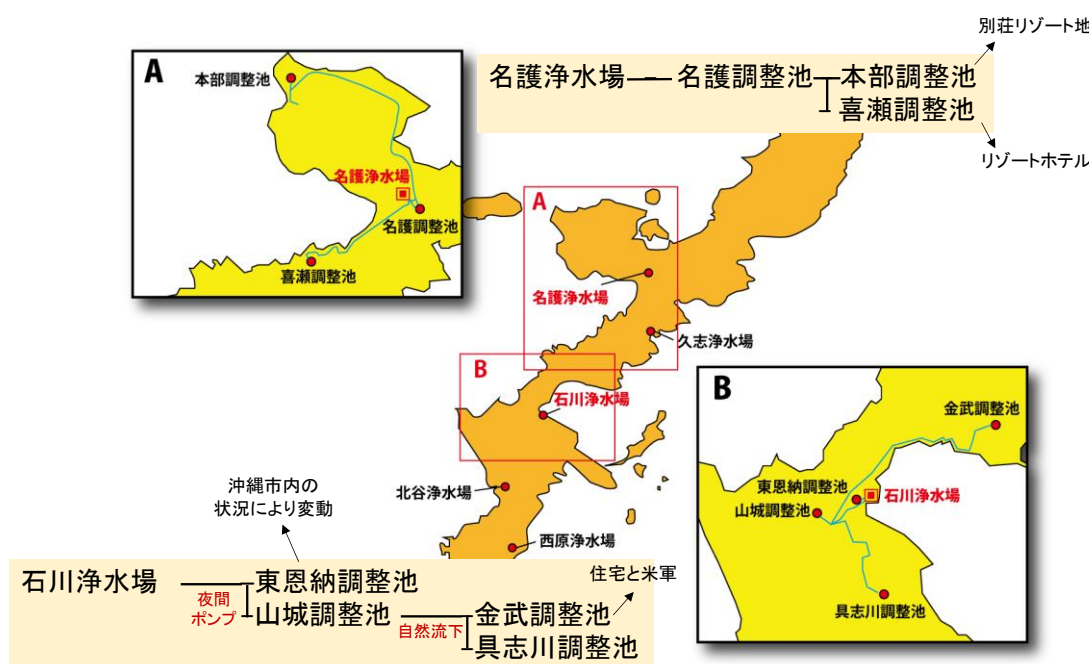 別荘リゾート地
名護浄水場 名護調整池 本部調整池
喜瀬調整池
リゾートホテル
A
本部調整池
名護浄水場
名護調整池
喜瀬調整池
A
名護浄水場
久志浄水場
B
石川浄水場
北谷浄水場
西原浄水場
B
金武調整池
東恩納調整池
石川浄水場
山城調整池
具志川調整池
沖縄市内の
状況により変動
住宅と米軍
石川浄水場 東恩納調整池
夜間
ポンプ
山城調整池 自然流下 金武調整池
具志川調整池